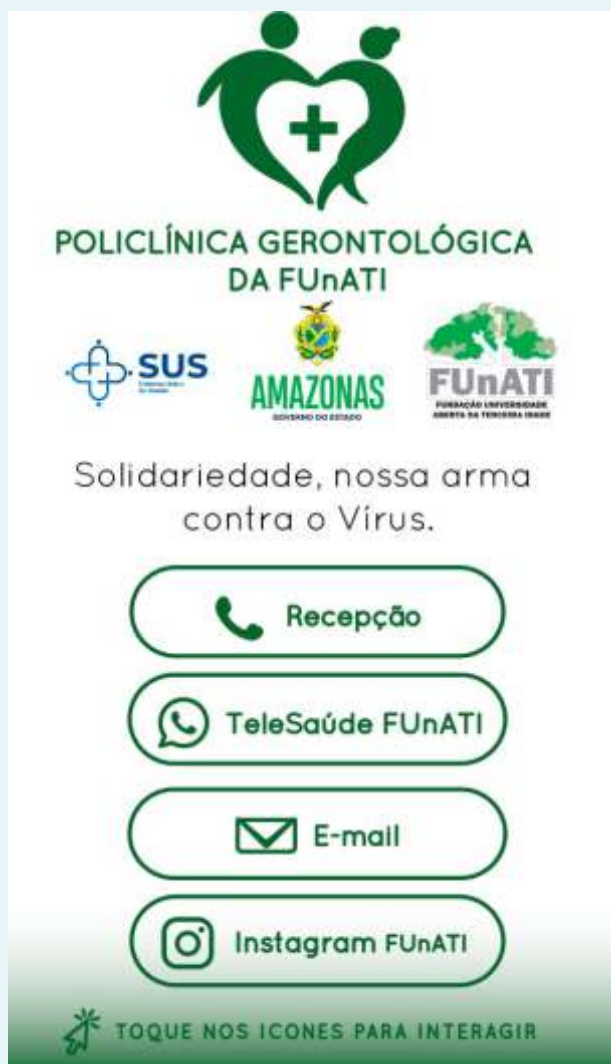 POLICLÍNICA GERONTOLÓGICA
DA FUnATI
SUS
AMAZONAS
GOVERNO DO ESTADO
FUnATI
FUNDAÇÃO UNIVERSIDADE
ABERTA DA TERCEIRA IDADE
Solidariedade, nossa arma
contra o Vírus.
Recepção
TeleSaúde FUnATI
E-mail
Instagram FUnATI
TOQUE NOS ICONES PARA INTERAGIR